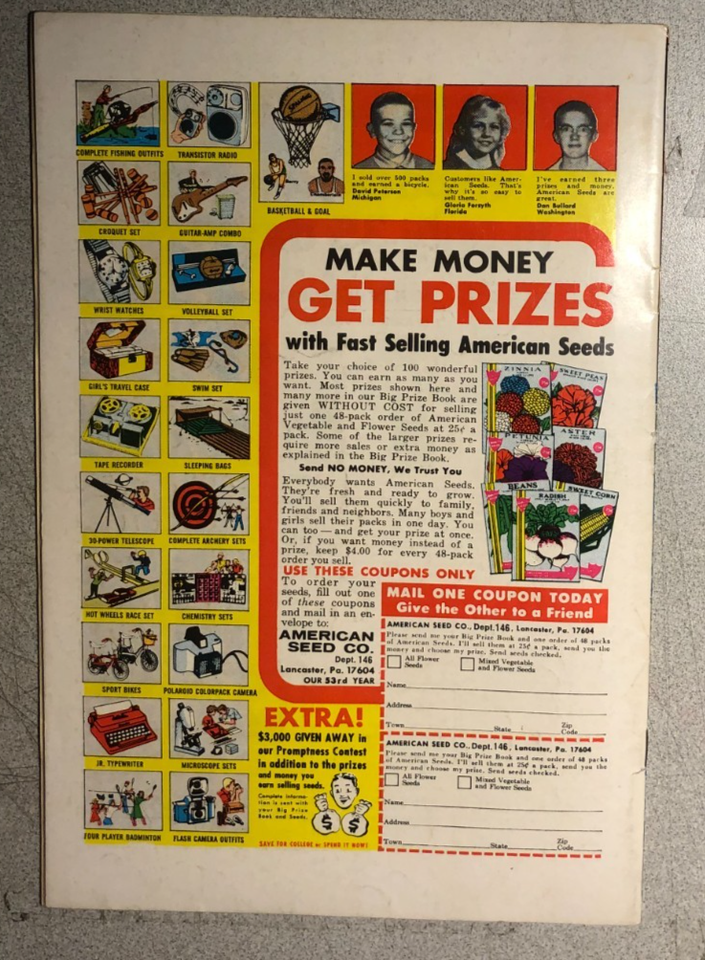 COMPLETE FISHING OUTFITS
TRANSISTOR RADIO
CROQUET SET
GUITAR-AMP COMBO
WRIST WATCHES
VOLLEYBALL SET
GIRL'S TRAVEL CASE
SWIM SET
TAPE RECORDER
SLEEPING BAGS
30-POWER TELESCOPE
COMPLETE ARCHERY SETS
HOT WHEELS RACE SET
CHEMISTRY SETS
SPORT BIKES
POLAROID COLORPACK CAMERA
JR. TYPEWRITER
MICROSCOPE SETS
FOUR PLAYER BADMINTON
FLASH CAMERA OUTFITS
BASKETBALL & GOAL
I sold over 500 packs
and earned a bicycle.
David Peterson
Michigan
Customers like Amer-
ican Seeds. That's
why it's so easy to
sell them.
Gloria Forsyth
Florida
I've earned three
prizes and money.
American Seeds are
great.
Dan Bullard
Washington
MAKE MONEY
GET PRIZES
with Fast Selling American Seeds
Take your choice of 100 wonderful
prizes. You can earn as many as you
want. Most prizes shown here and
many more in our Big Prize Book are
given WITHOUT COST for selling
just one 48-pack order of American
Vegetable and Flower Seeds at 25¢ a
pack. Some of the larger prizes re-
quire more sales or extra money as
explained in the Big Prize Book.
Send NO MONEY, We Trust You
Everybody wants American Seeds.
They're fresh and ready to grow.
You'll sell them quickly to family,
friends and neighbors. Many boys and
girls sell their packs in one day. You
can too — and get your prize at once.
Or, if you want money instead of a
prize, keep $4.00 for every 48-pack
order you sell.
ZINNIA
SWEET PEAS
PETUNIA
ASTER
BEANS
RADISH
SWEET CORN
USE THESE COUPONS ONLY
To order your
seeds, fill out one
of these coupons
and mail in an en-
velope to:
AMERICAN
SEED CO.
Dept. 146
Lancaster, Pa. 17604
OUR 53rd YEAR
MAIL ONE COUPON TODAY
Give the Other to a Friend
AMERICAN SEED CO., Dept. 146, Lancaster, Pa. 17604
Please send me your Big Prize Book and one order of 48 packs
of American Seeds. I'll sell them at 25¢ a pack, send you the
money and choose my prize. Send seeds checked.
All Flower
Seeds
Mixed Vegetable
and Flower Seeds
Name
Address
Town State Zip
Code
AMERICAN SEED CO., Dept. 146, Lancaster, Pa. 17604
Please send me your Big Prize Book and one order of 48 packs
of American Seeds. I'll sell them at 25¢ a pack, send you the
money and choose my prize. Send seeds checked.
All Flower
Seeds
Mixed Vegetable
and Flower Seeds
Name
Address
Town State Zip
Code
EXTRA!
$3,000 GIVEN AWAY in
our Promptness Contest
in addition to the prizes
and money you
earn selling seeds.
Complete informa-
tion is sent with
your Big Prize
Book and Seeds.
$ $
SAVE FOR COLLEGE or SPEND IT NOW!